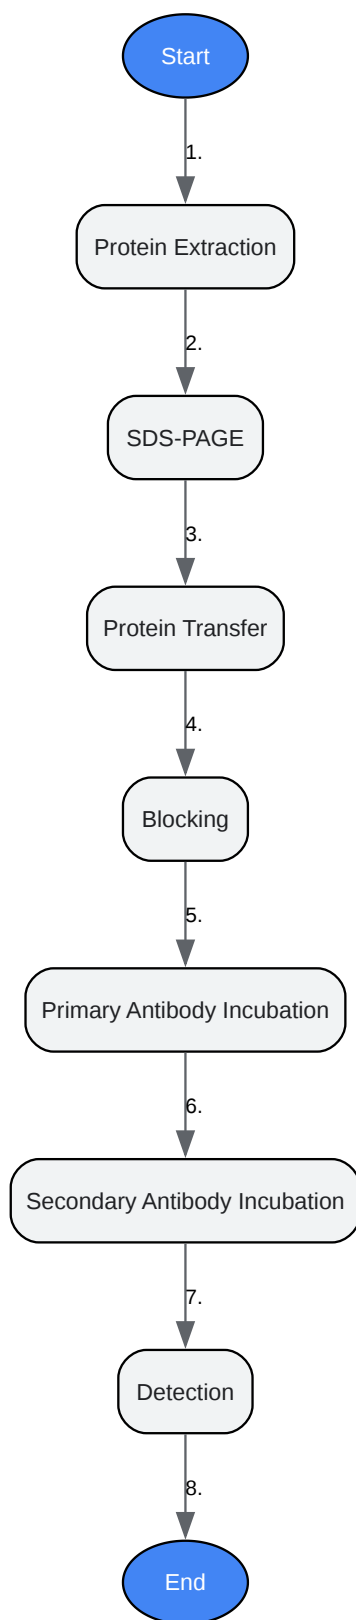 Start
1.
Protein Extraction
2.
SDS-PAGE
3.
Protein Transfer
4.
Blocking
5.
Primary Antibody Incubation
6.
Secondary Antibody Incubation
7.
Detection
8.
End